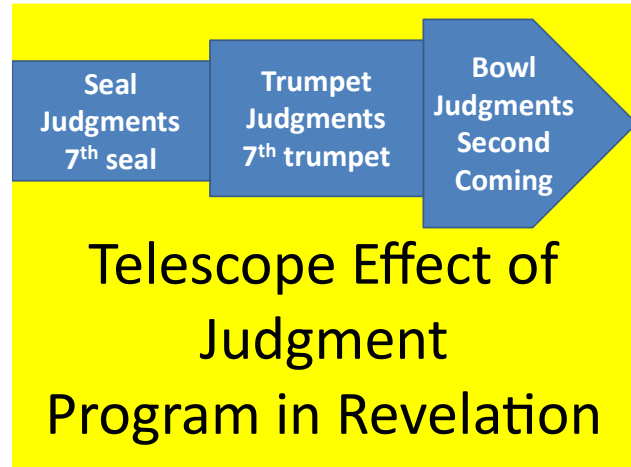 Seal
Judgments
7th seal
Trumpet
Judgments
7th trumpet
Bowl
Judgments
Second
Coming
Telescope Effect of
Judgment
Program in Revelation